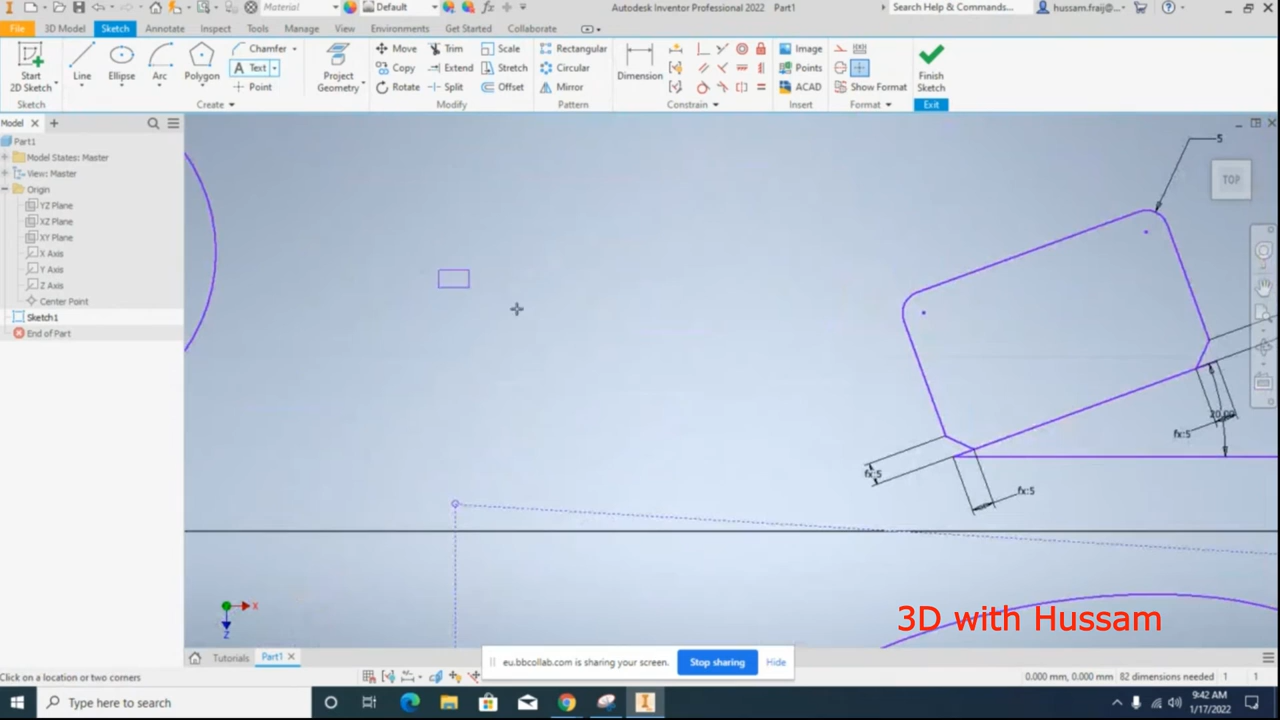 Material
Default
Autodesk Inventor Professional 2022 Part1
Search Help & Commands...
hussam.fraij@...
File
3D Model
Sketch
Annotate
Inspect
Tools
Manage
View
Environments
Get Started
Collaborate
Start
2D Sketch
Line
Ellipse
Arc
Polygon
Chamfer
Text
Point
Project
Geometry
Move
Trim
Scale
Copy
Extend
Stretch
Rotate
Split
Offset
Rectangular
Circular
Mirror
Dimension
Image
Points
ACAD
Show Format
Finish
Sketch
Sketch
Create
Modify
Pattern
Constrain
Insert
Format
Exit
Model
Part1
Model States: Master
View: Master
Origin
YZ Plane
XZ Plane
XY Plane
X Axis
Y Axis
Z Axis
Center Point
Sketch1
End of Part
5
TOP
20.00
fx:5
fx:5
fx:5
X
Z
3D with Hussam
Tutorials
Part1
eu.bbcollab.com is sharing your screen.
Stop sharing
Hide
Click on a location or two corners
0.000 mm, 0.000 mm
82 dimensions needed
1
1
Type here to search
9:42 AM
1/17/2022